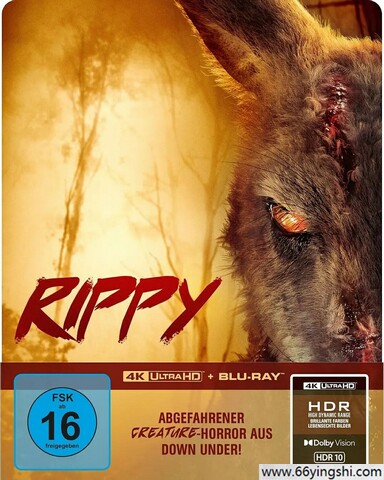 RIPPY
4K ULTRA HD + BLU-RAY™
FSK
ab
16
freigegeben
ABGEFAHRENER
CREATURE-HORROR AUS
DOWN UNDER!
4K ULTRA HD
HDR
HIGH DYNAMIC RANGE
BRILLANTE FARBEN
LEBENSECHTE BILDER
Dolby Vision
HDR 10
www.66yingshi.com